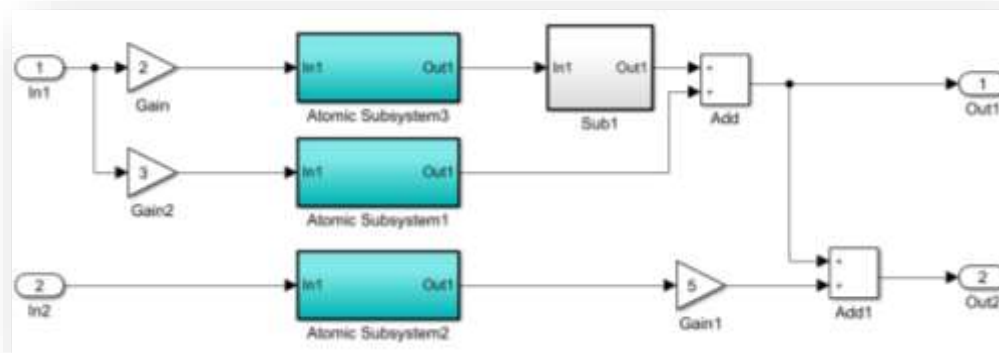 1
In1
2
Gain
In1 Out1
Atomic Subsystem3
In1 Out1
Sub1
+
+
Add
1
Out1
3
Gain2
In1 Out1
Atomic Subsystem1
2
In2
In1 Out1
Atomic Subsystem2
5
Gain1
+
+
Add1
2
Out2